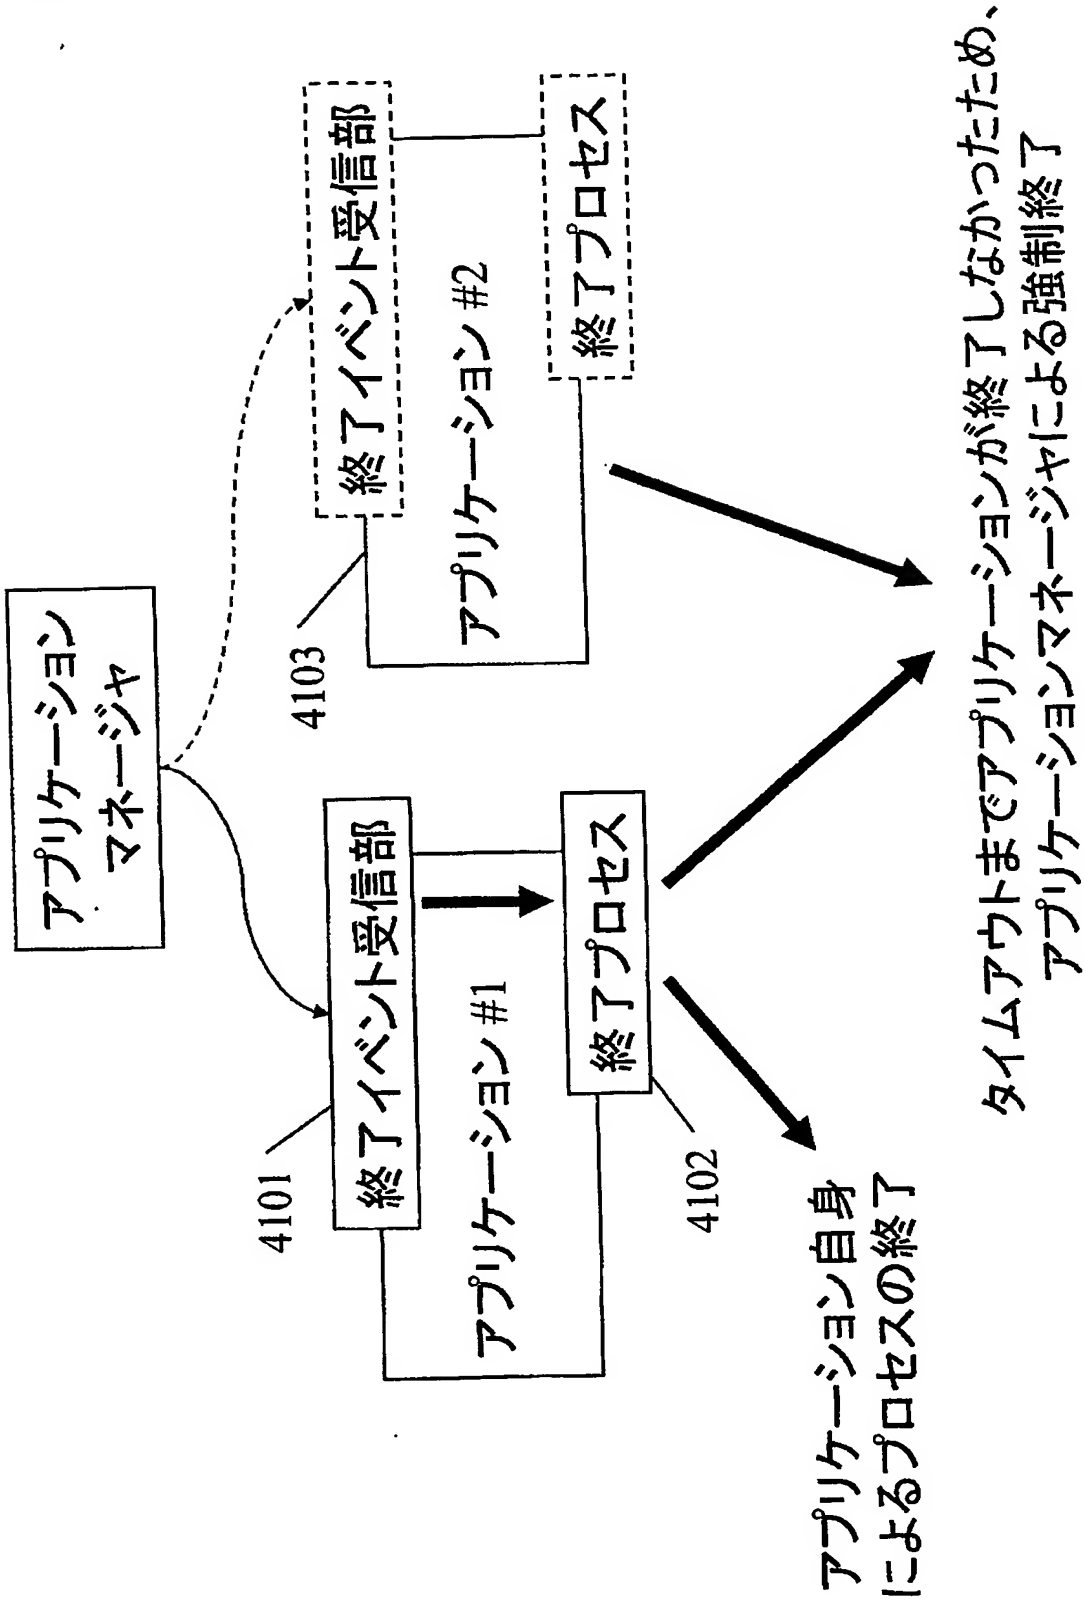 アプリケーション
マネージャ
4101
終了イベント受信部
アプリケーション #1
終了プロセス
4102
4103
終了イベント受信部
アプリケーション #2
終了プロセス
アプリケーション自身
によるプロセスの終了
タイムアウトまでアプリケーションが終了しなかったため、
アプリケーションマネージャによる強制終了